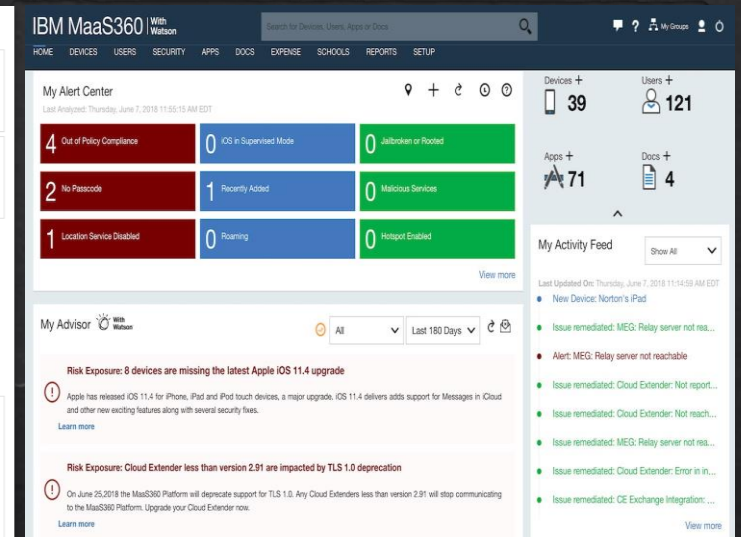 IBM MaaS360 With Watson
Search for Devices, Users, Apps or Docs
? My Groups
HOME DEVICES USERS SECURITY APPS DOCS EXPENSE SCHOOLS REPORTS SETUP
My Alert Center
Last Analyzed: Thursday, June 7, 2018 11:55:15 AM EDT
4 Out of Policy Compliance
0 iOS in Supervised Mode
0 Jailbroken or Rooted
2 No Passcode
1 Recently Added
0 Malicious Services
1 Location Service Disabled
0 Roaming
0 Hotspot Enabled
View more
My Advisor With Watson
All
Last 180 Days
Risk Exposure: 8 devices are missing the latest Apple iOS 11.4 upgrade
Apple has released iOS 11.4 for iPhone, iPad and iPod touch devices, a major upgrade. iOS 11.4 delivers adds support for Messages in iCloud
and other new exciting features along with several security fixes.
Learn more
Risk Exposure: Cloud Extender less than version 2.91 are impacted by TLS 1.0 deprecation
On June 25,2018 the MaaS360 Platform will deprecate support for TLS 1.0. Any Cloud Extenders less than version 2.91 will stop communicating
to the MaaS360 Platform. Upgrade your Cloud Extender now.
Learn more
Devices +
39
Users +
121
Apps +
71
Docs +
4
My Activity Feed
Show All
Last Updated On: Thursday, June 7, 2018 11:14:59 AM EDT
New Device: Norton's iPad
Issue remediated: MEG: Relay server not rea...
Alert: MEG: Relay server not reachable
Issue remediated: Cloud Extender: Not report...
Issue remediated: Cloud Extender: Not reach...
Issue remediated: MEG: Relay server not rea...
Issue remediated: Cloud Extender: Error in in...
Issue remediated: CE Exchange Integration: ...
View more